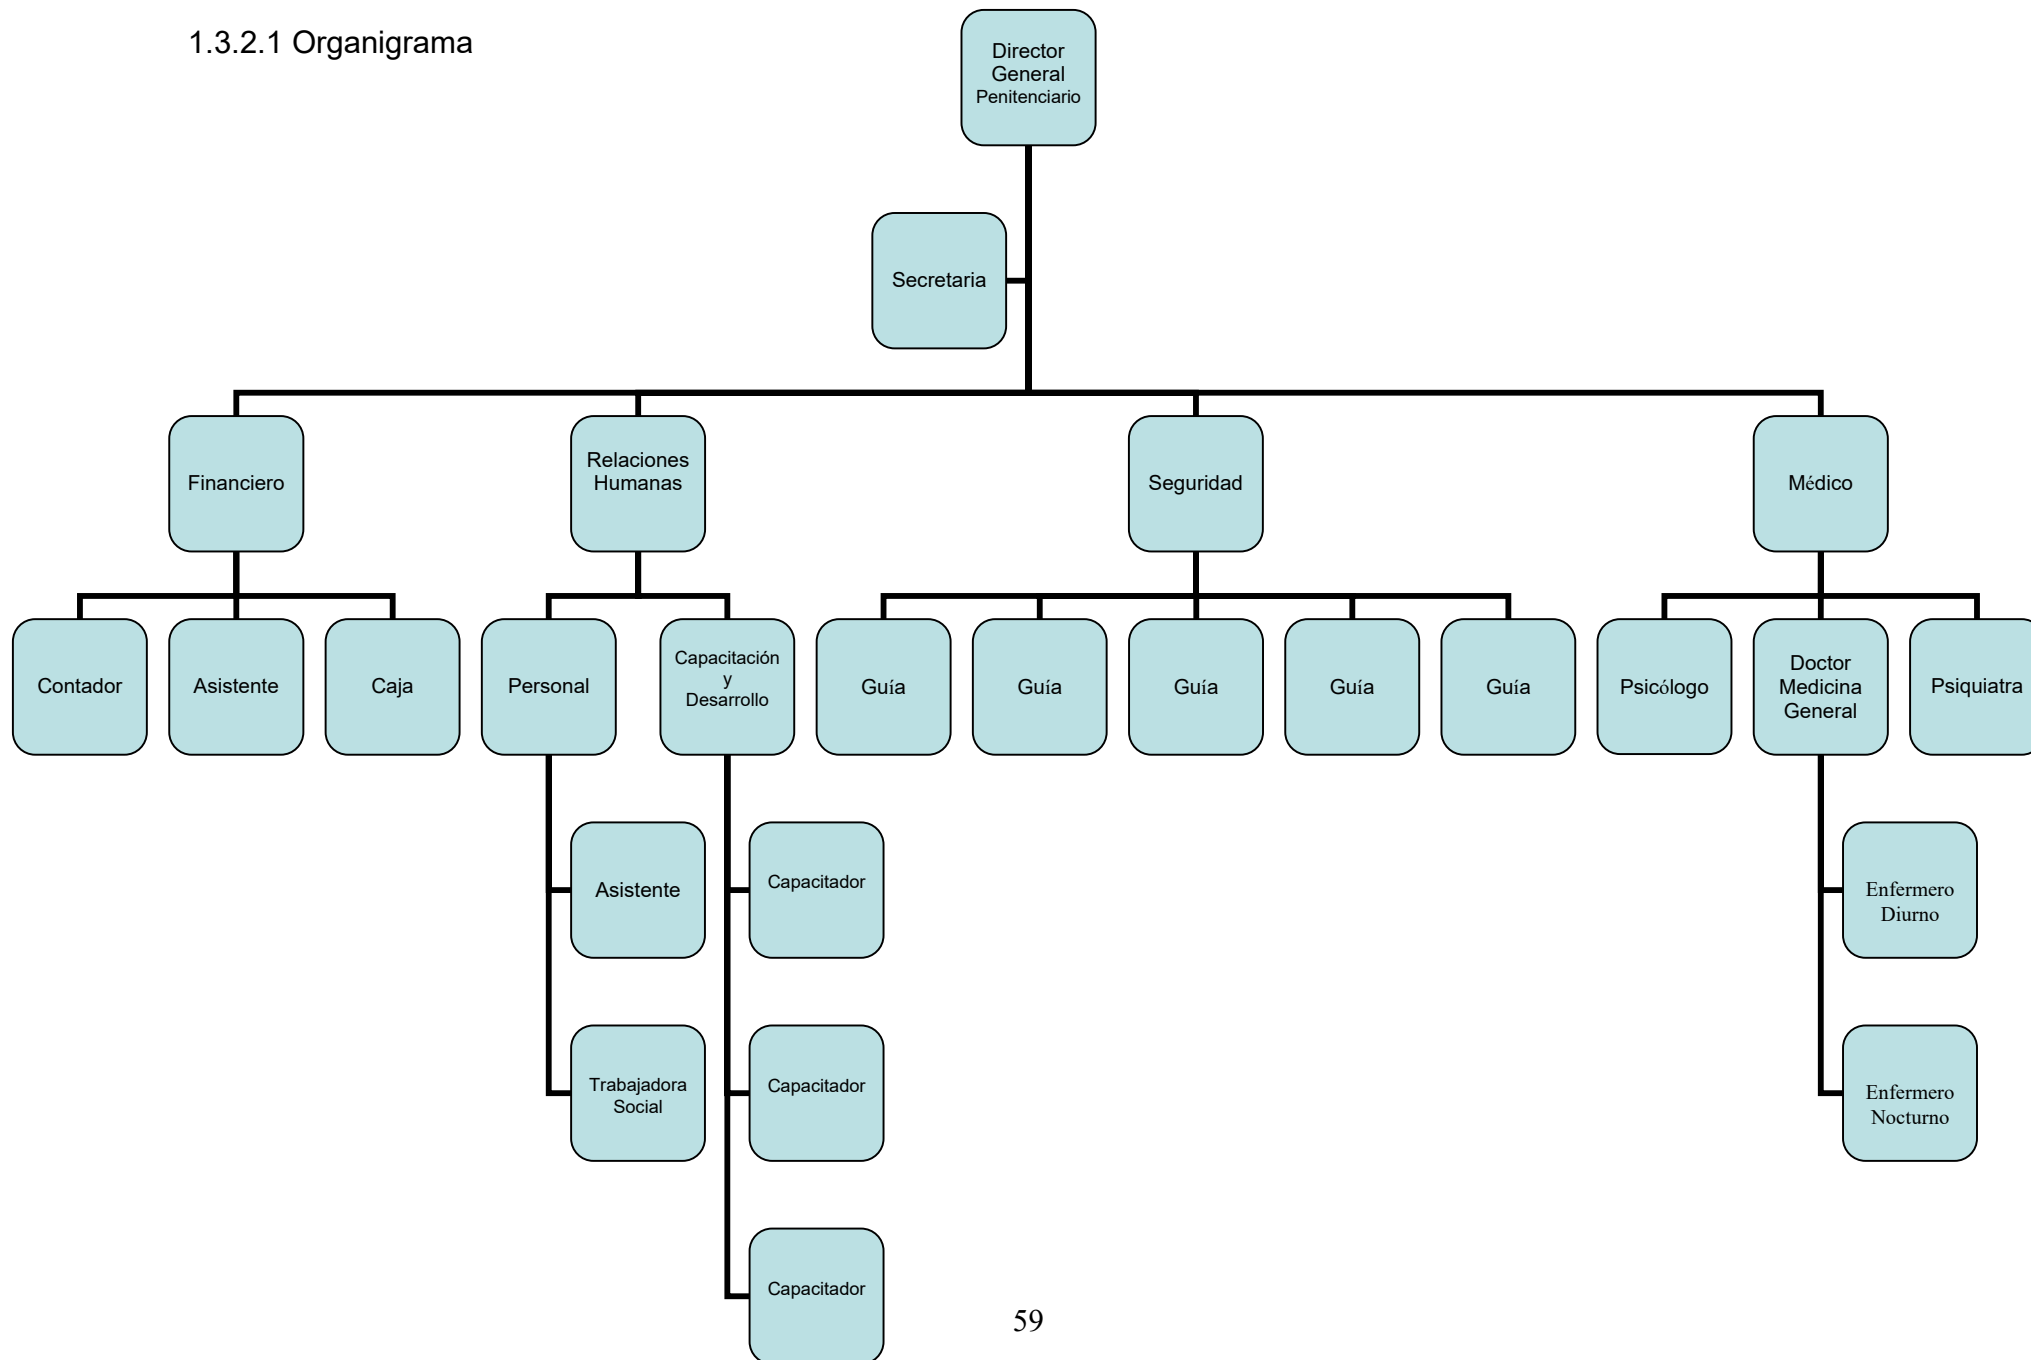 1.3.2.1 Organigrama
Director
General
Penitenciario
Secretaria
Financiero
Relaciones
Humanas
Seguridad
Médico
Contador
Asistente
Caja
Personal
Capacitación
y
Desarrollo
Guía
Guía
Guía
Guía
Guía
Psicólogo
Doctor
Medicina
General
Psiquiatra
Asistente
Capacitador
Enfermero
Diurno
Trabajadora
Social
Capacitador
Enfermero
Nocturno
Capacitador
59